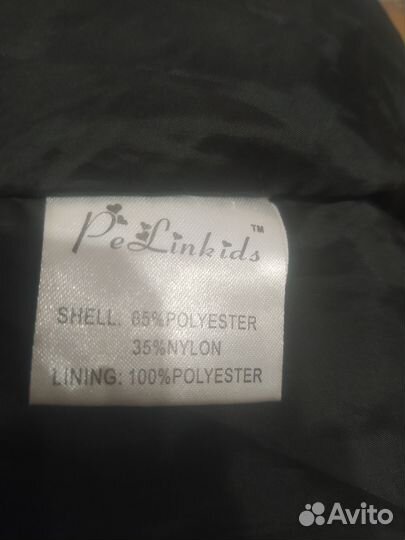 PeLinkids™
SHELL. 65%POLYESTER
35%NYLON
LINING: 100%POLYESTER
Avito